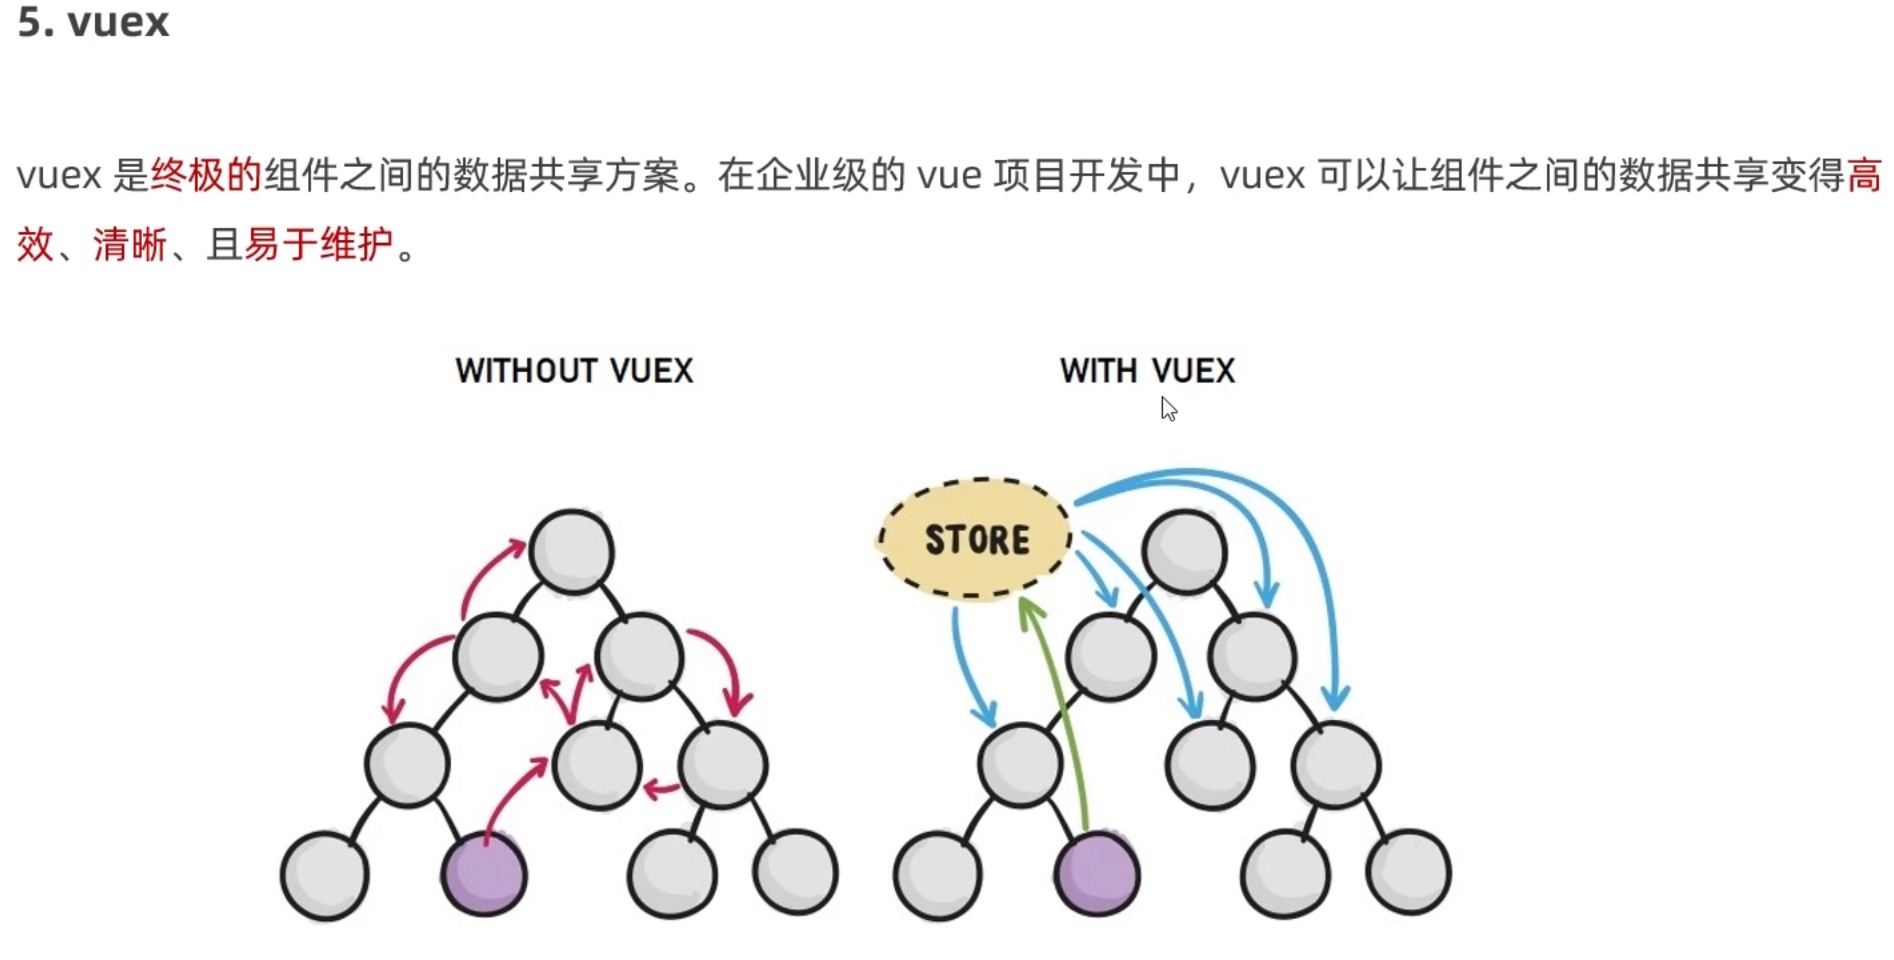 5. vuex
vuex 是终极的组件之间的数据共享方案。在企业级的 vue 项目开发中，vuex 可以让组件之间的数据共享变得高
效、清晰、且易于维护。
WITHOUT VUEX
WITH VUEX
STORE